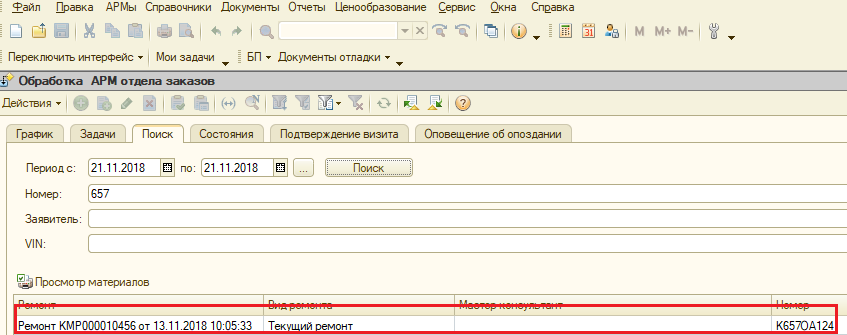 Файл Правка АРМы Справочники Документы Отчеты Ценообразование Сервис Окна Справка
M M+ M-
Переключить интерфейс Мои задачи БП Документы отладки
Обработка АРМ отдела заказов
Действия
График Задачи Поиск Состояния Подтверждение визита Оповещение об опоздании
Период с: 21.11.2018 по: 21.11.2018 ... Поиск
Номер: 657
Заявитель:
VIN:
Просмотр материалов
Ремонт Вид ремонта Мастер консультант Номер
Ремонт КМР000010456 от 13.11.2018 10:05:33 Текущий ремонт К657ОА124